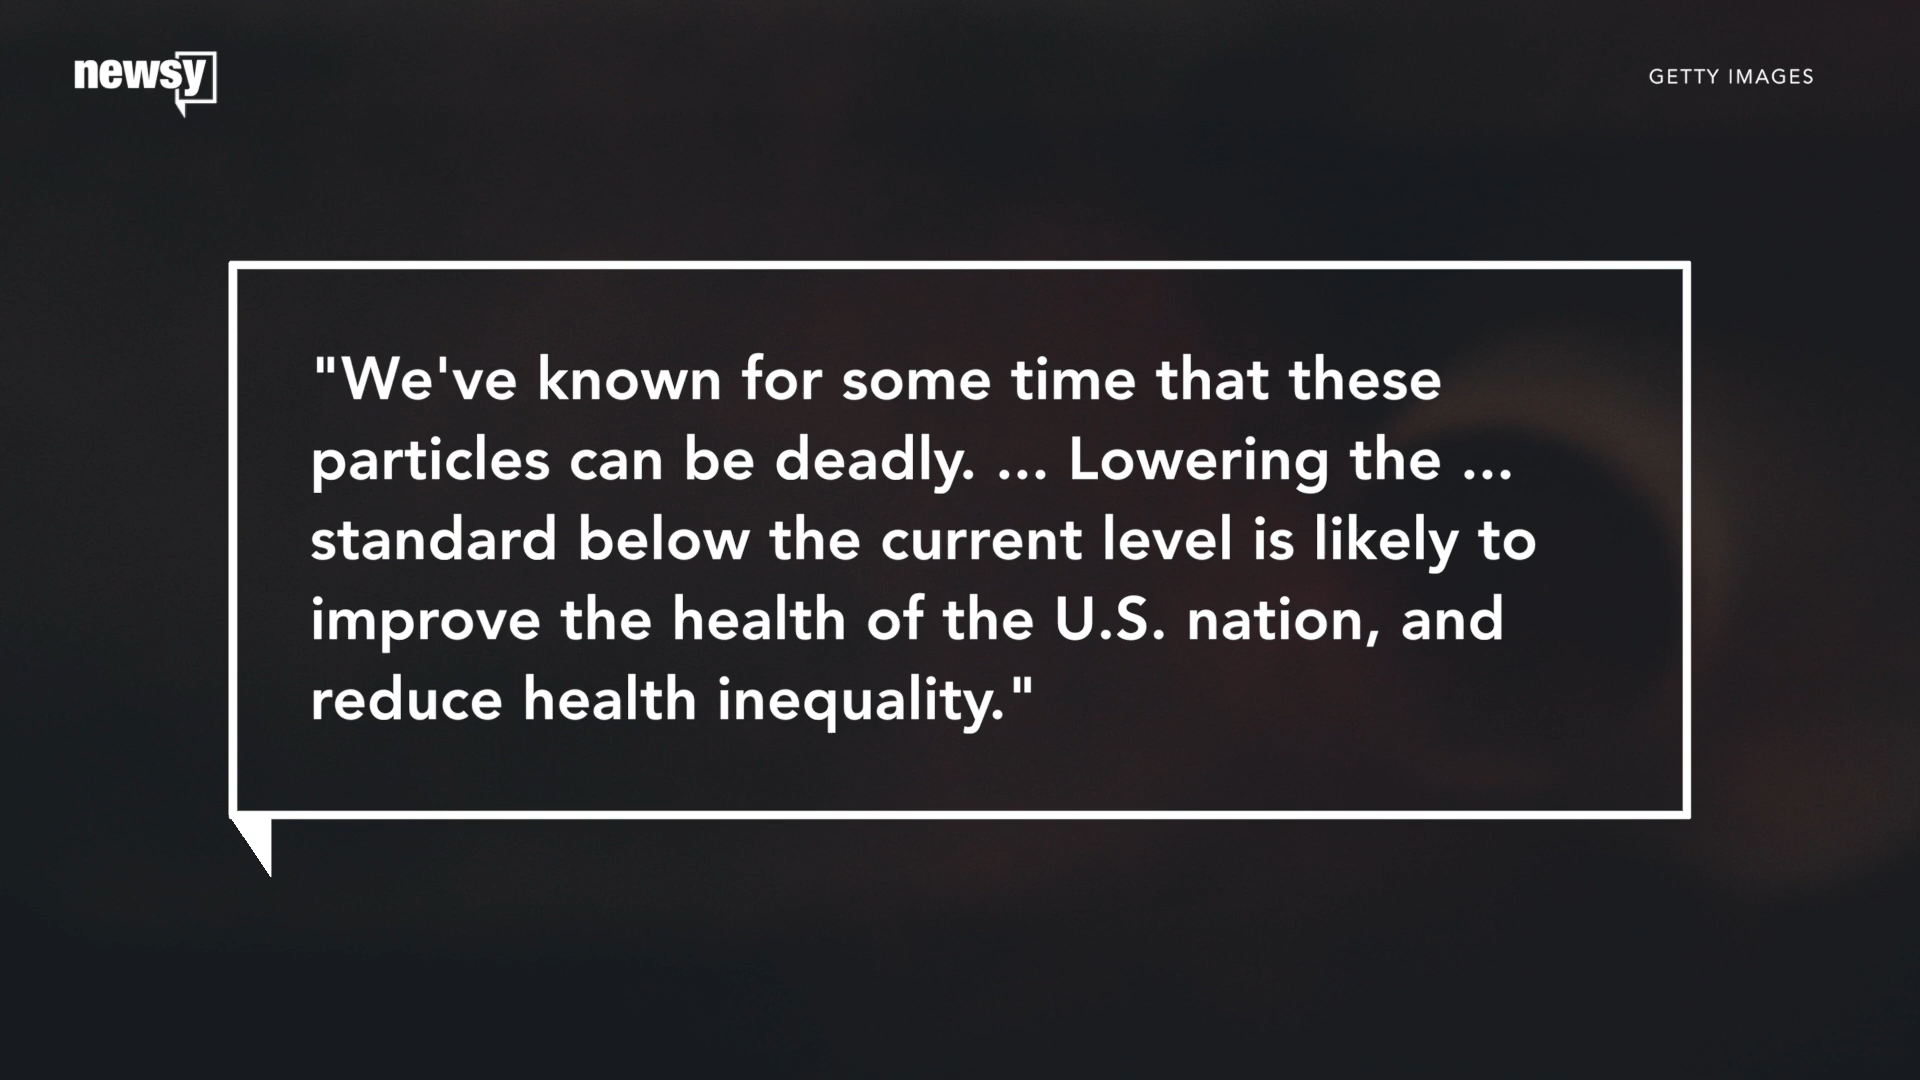 newsy
GETTY IMAGES
"We've known for some time that these
particles can be deadly. ... Lowering the ...
standard below the current level is likely to
improve the health of the U.S. nation, and
reduce health inequality."